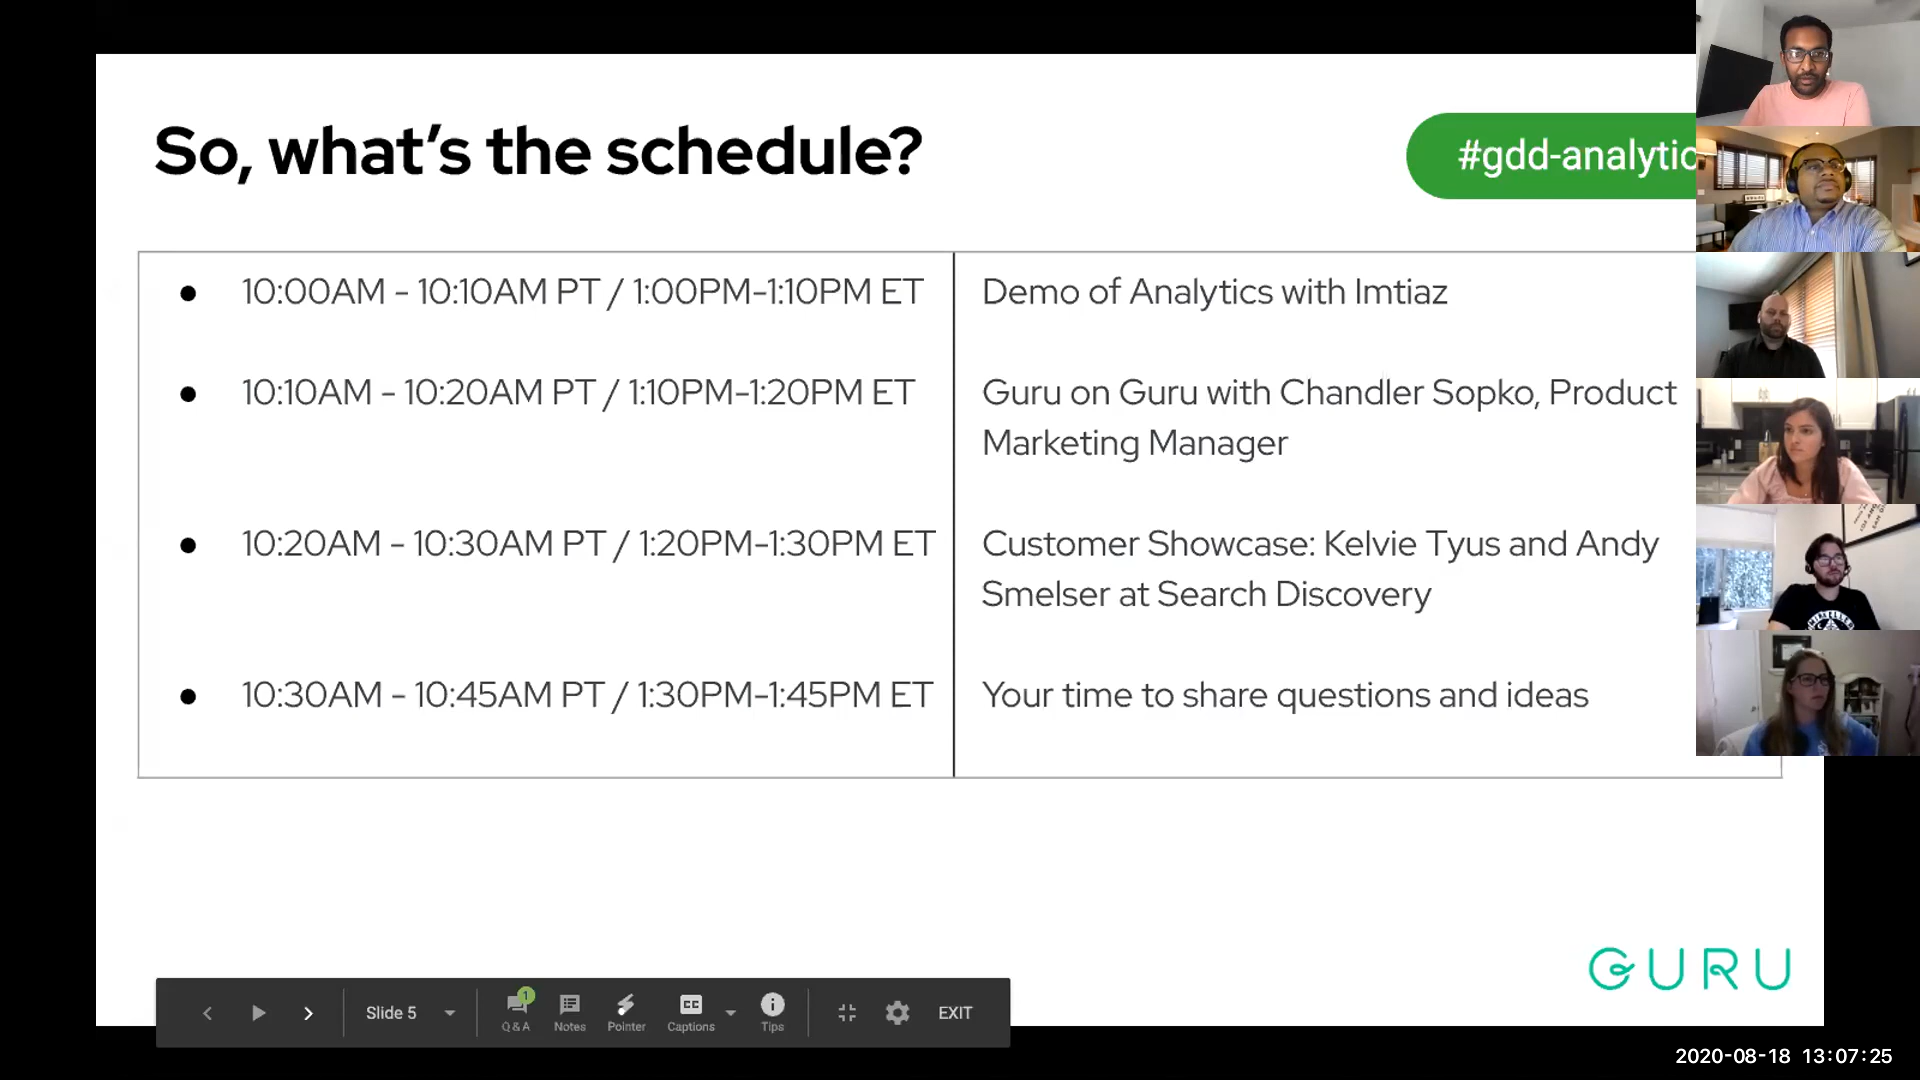 So, what's the schedule?
#gdd-analytic
● 10:00AM - 10:10AM PT / 1:00PM-1:10PM ET
Demo of Analytics with Imtiaz
● 10:10AM - 10:20AM PT / 1:10PM-1:20PM ET
Guru on Guru with Chandler Sopko, Product
Marketing Manager
● 10:20AM - 10:30AM PT / 1:20PM-1:30PM ET
Customer Showcase: Kelvie Tyus and Andy
Smelser at Search Discovery
● 10:30AM - 10:45AM PT / 1:30PM-1:45PM ET
Your time to share questions and ideas
GURU
Slide 5
1
Q & A
Notes
Pointer
CC
Captions
Tips
EXIT
2020-08-18 13:07:25